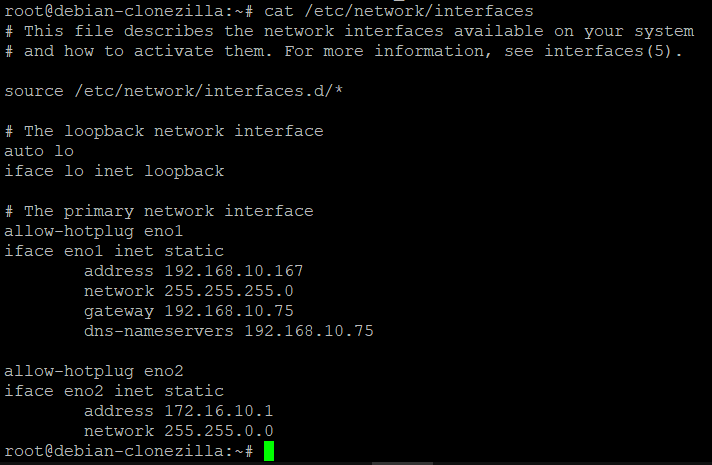 root@debian-clonezilla:~# cat /etc/network/interfaces
# This file describes the network interfaces available on your system
# and how to activate them. For more information, see interfaces(5).
source /etc/network/interfaces.d/*
# The loopback network interface
auto lo
iface lo inet loopback
# The primary network interface
allow-hotplug eno1
iface eno1 inet static
address 192.168.10.167
network 255.255.255.0
gateway 192.168.10.75
dns-nameservers 192.168.10.75
allow-hotplug eno2
iface eno2 inet static
address 172.16.10.1
network 255.255.0.0
root@debian-clonezilla:~#